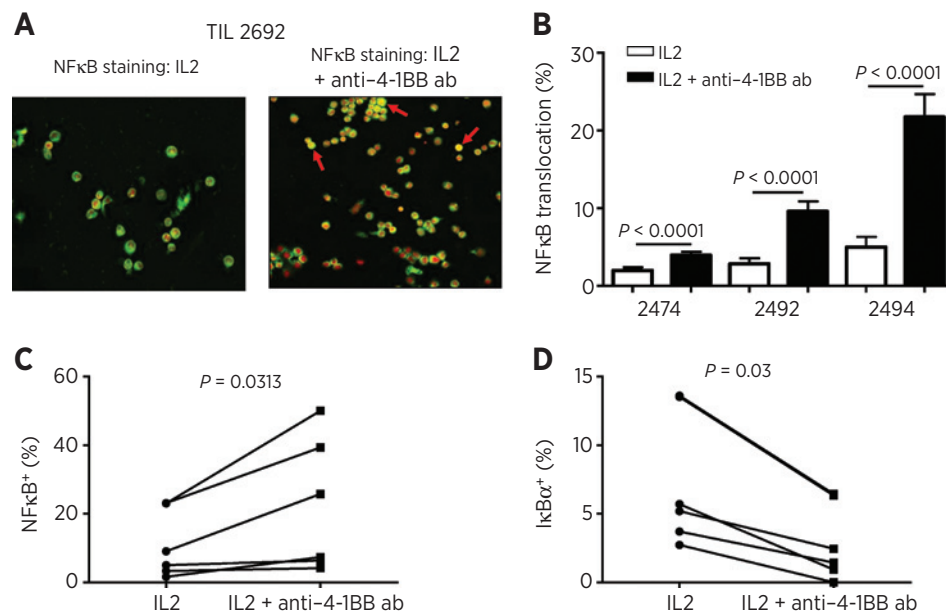 A
TIL 2692
NFκB staining: IL2
NFκB staining: IL2
+ anti–4-1BB ab
B
NFκB translocation (%)
30
20
10
0
IL2
IL2 + anti–4-1BB ab
P < 0.0001
P < 0.0001
P < 0.0001
2474
2492
2494
C
NFκB⁺ (%)
60
40
20
0
P = 0.0313
IL2
IL2 + anti–4-1BB ab
D
IκBα⁺ (%)
15
10
5
0
P = 0.03
IL2
IL2 + anti–4-1BB ab